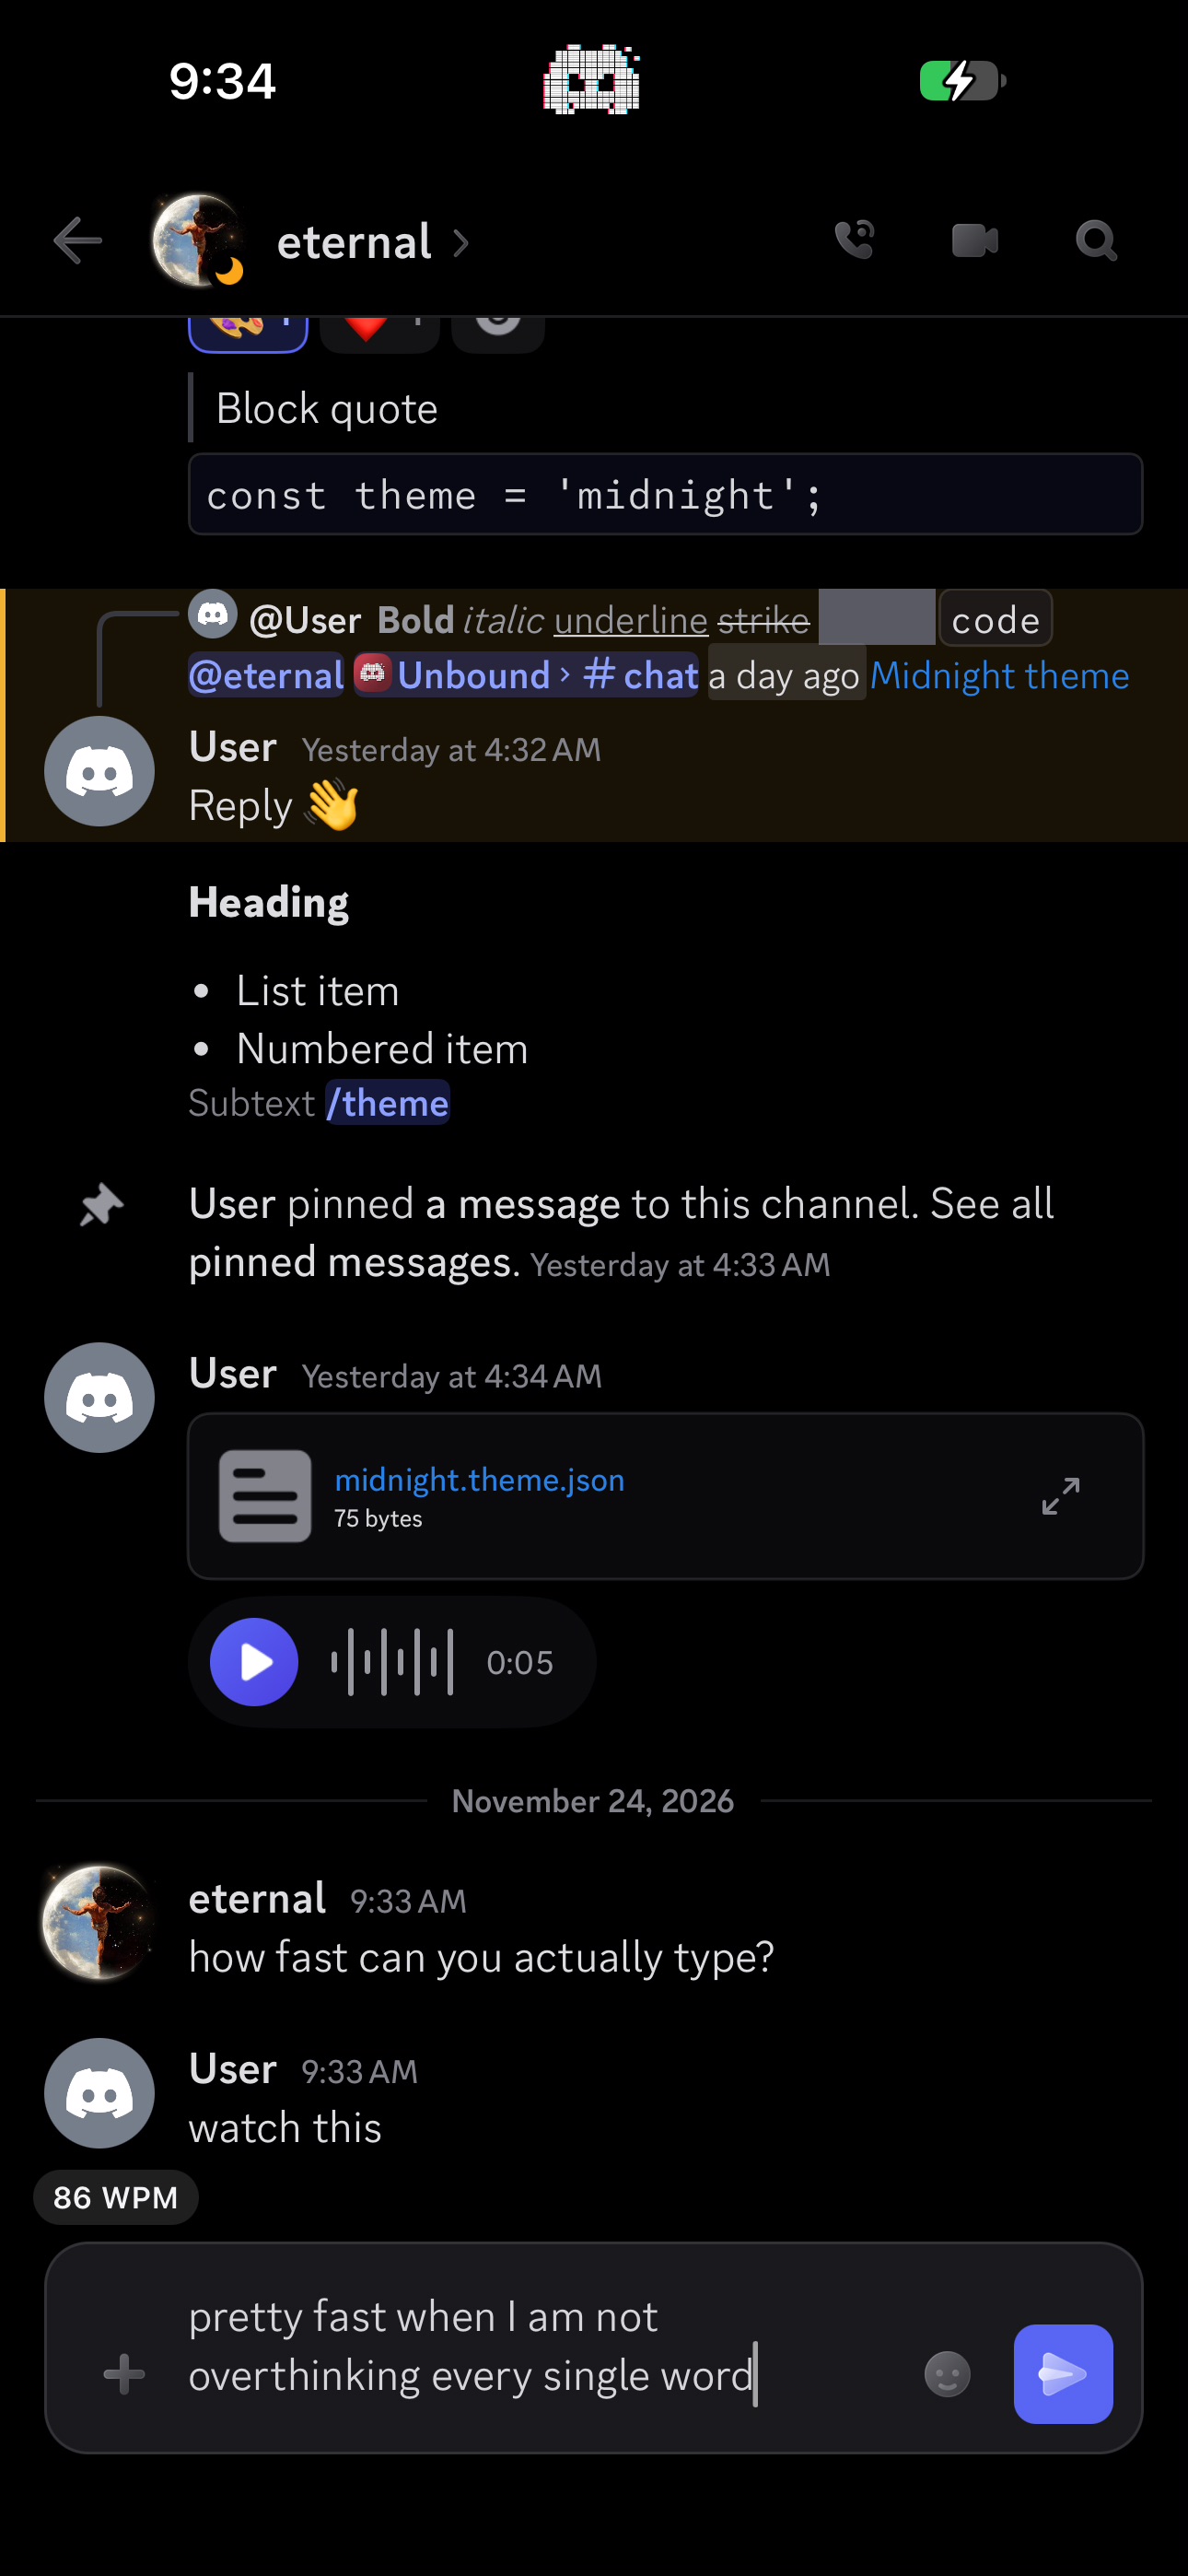 9:34
eternal
Block quote
const theme = 'midnight';
@User Bold italic underline strike code
@eternal Unbound › # chat a day ago Midnight theme
User Yesterday at 4:32 AM
Reply 👋
Heading
• List item
• Numbered item
Subtext /theme
User pinned a message to this channel. See all
pinned messages. Yesterday at 4:33 AM
User Yesterday at 4:34 AM
midnight.theme.json
75 bytes
0:05
November 24, 2026
eternal 9:33 AM
how fast can you actually type?
User 9:33 AM
watch this
86 WPM
pretty fast when I am not
overthinking every single word